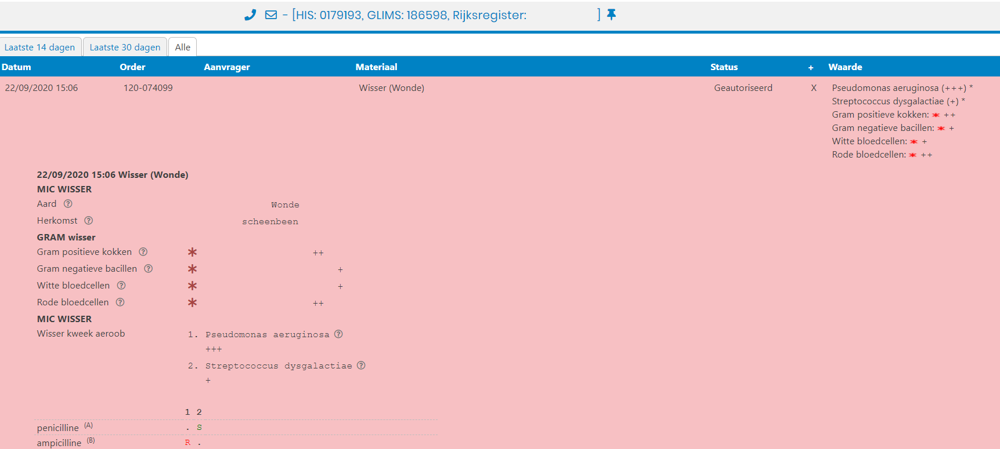 - [HIS: 0179193, GLIMS: 186598, Rijksregister: ]
Laatste 14 dagen Laatste 30 dagen Alle
Datum Order Aanvrager Materiaal Status + Waarde
22/09/2020 15:06 120-074099 Wisser (Wonde) Geautoriseerd X Pseudomonas aeruginosa (+++) *
Streptococcus dysgalactiae (+) *
Gram positieve kokken: * ++
Gram negatieve bacillen: * +
Witte bloedcellen: * +
Rode bloedcellen: * ++
22/09/2020 15:06 Wisser (Wonde)
MIC WISSER
Aard ? Wonde
Herkomst ? scheenbeen
GRAM wisser
Gram positieve kokken ? * ++
Gram negatieve bacillen ? * +
Witte bloedcellen ? * +
Rode bloedcellen ? * ++
MIC WISSER
Wisser kweek aeroob 1. Pseudomonas aeruginosa ?
+++
2. Streptococcus dysgalactiae ?
+
1 2
penicilline (A) . S
ampicilline (B) R .